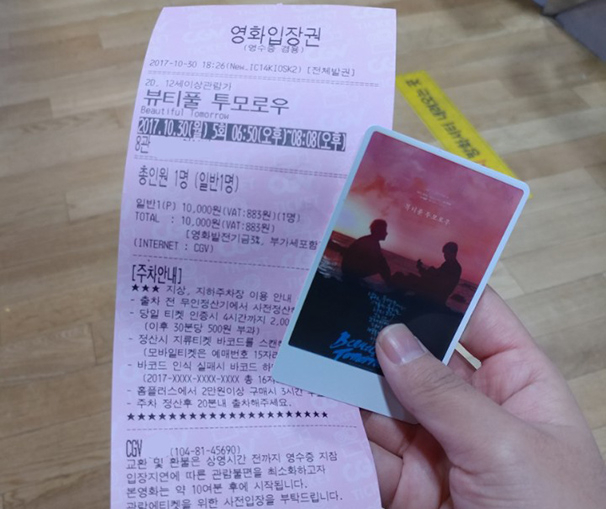 영화입장권
(영수증 겸용)
2017-10-30 18:26(New.IC14KIOSK2) [전체발권]
2D, 12세이상관람가
뷰티풀 투모로우
Beautiful Tomorrow
2017.10.30(월) 5회 06:50(오후)~08:08(오후)
8관
총인원 1명 (일반1명)
일반1(P) 10,000원(VAT:883원)(1명)
TOTAL : 10,000원(VAT:883원)
[영화발전기금3%, 부가세포함
(INTERNET : CGV)
[주차안내]
★★★ 지상, 지하주차장 이용 안내
- 출차 전 무인정산기에서 사전정산
- 당일 티켓 인증시 4시간까지 2,00
(이후 30분당 500원 부과)
- 정산시 지류티켓 바코드를 스캔
(모바일티켓은 예매번호 15자리
- 바코드 인식 실패시 바코드 하
(2017-XXXX-XXXX-XXX 총 16자
- 홈플러스에서 2만원이상 구매시 3시간
- 주차 정산후 20분내 출차해주세요.
★★★★★★★★★★★★★★★★★★★★
CGV (104-81-45690)
교환 및 환불은 상영시간 전까지 영수증 지참
입장지연에 따른 관람불편을 최소화하고자
본영화는 약 10여분 후에 시작됩니다.
관람에티켓을 위한 사전입장을 부탁드립니다.
뷰티풀 투모로우